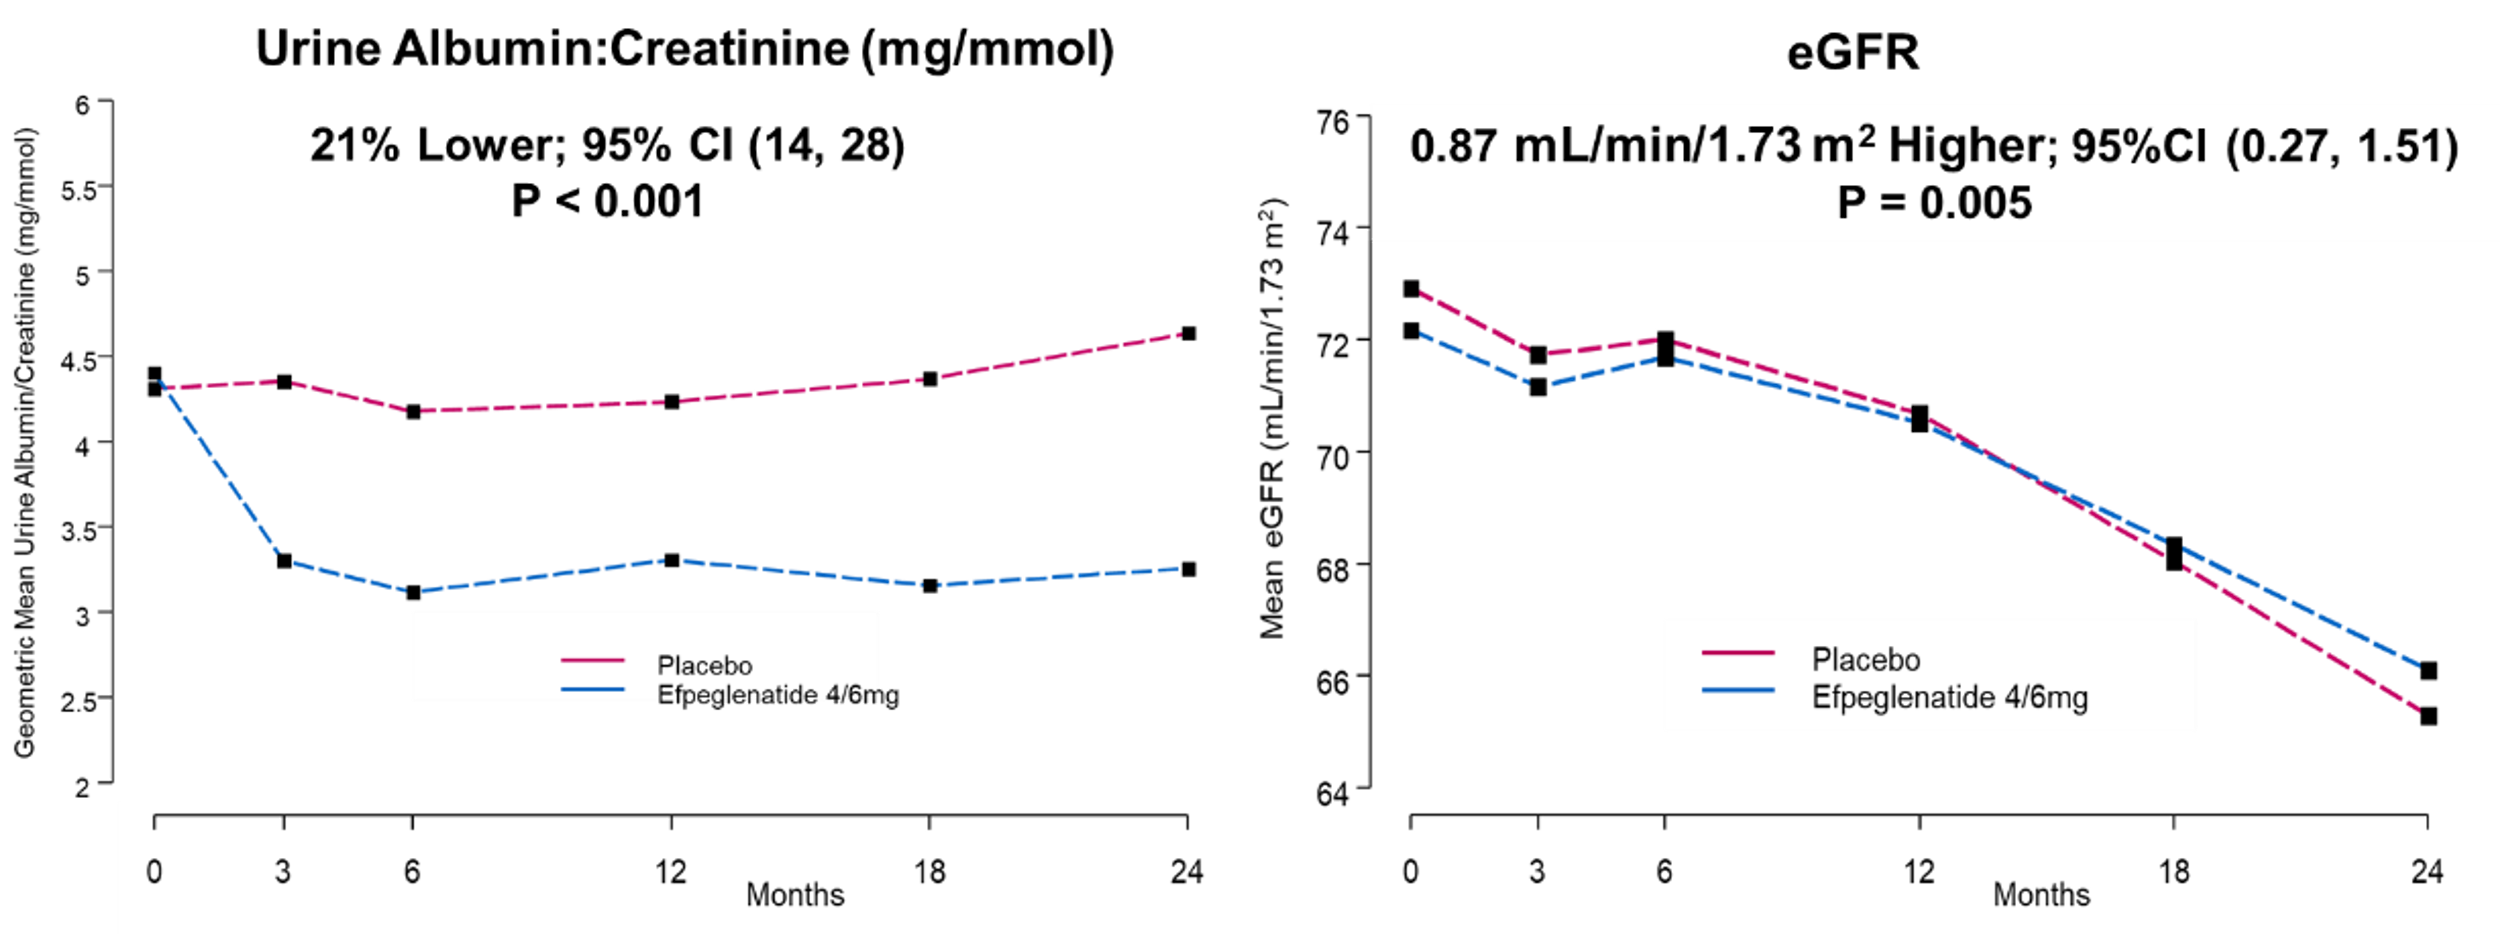 Urine Albumin:Creatinine (mg/mmol)
21% Lower; 95% CI (14, 28)
P < 0.001
Geometric Mean Urine Albumin/Creatinine (mg/mmol)
6
5.5
5
4.5
4
3.5
3
2.5
2
Placebo
Efpeglenatide 4/6mg
0 3 6 12 18 24
Months
eGFR
0.87 mL/min/1.73 m² Higher; 95%CI (0.27, 1.51)
P = 0.005
Mean eGFR (mL/min/1.73 m²)
76
74
72
70
68
66
64
Placebo
Efpeglenatide 4/6mg
0 3 6 12 18 24
Months